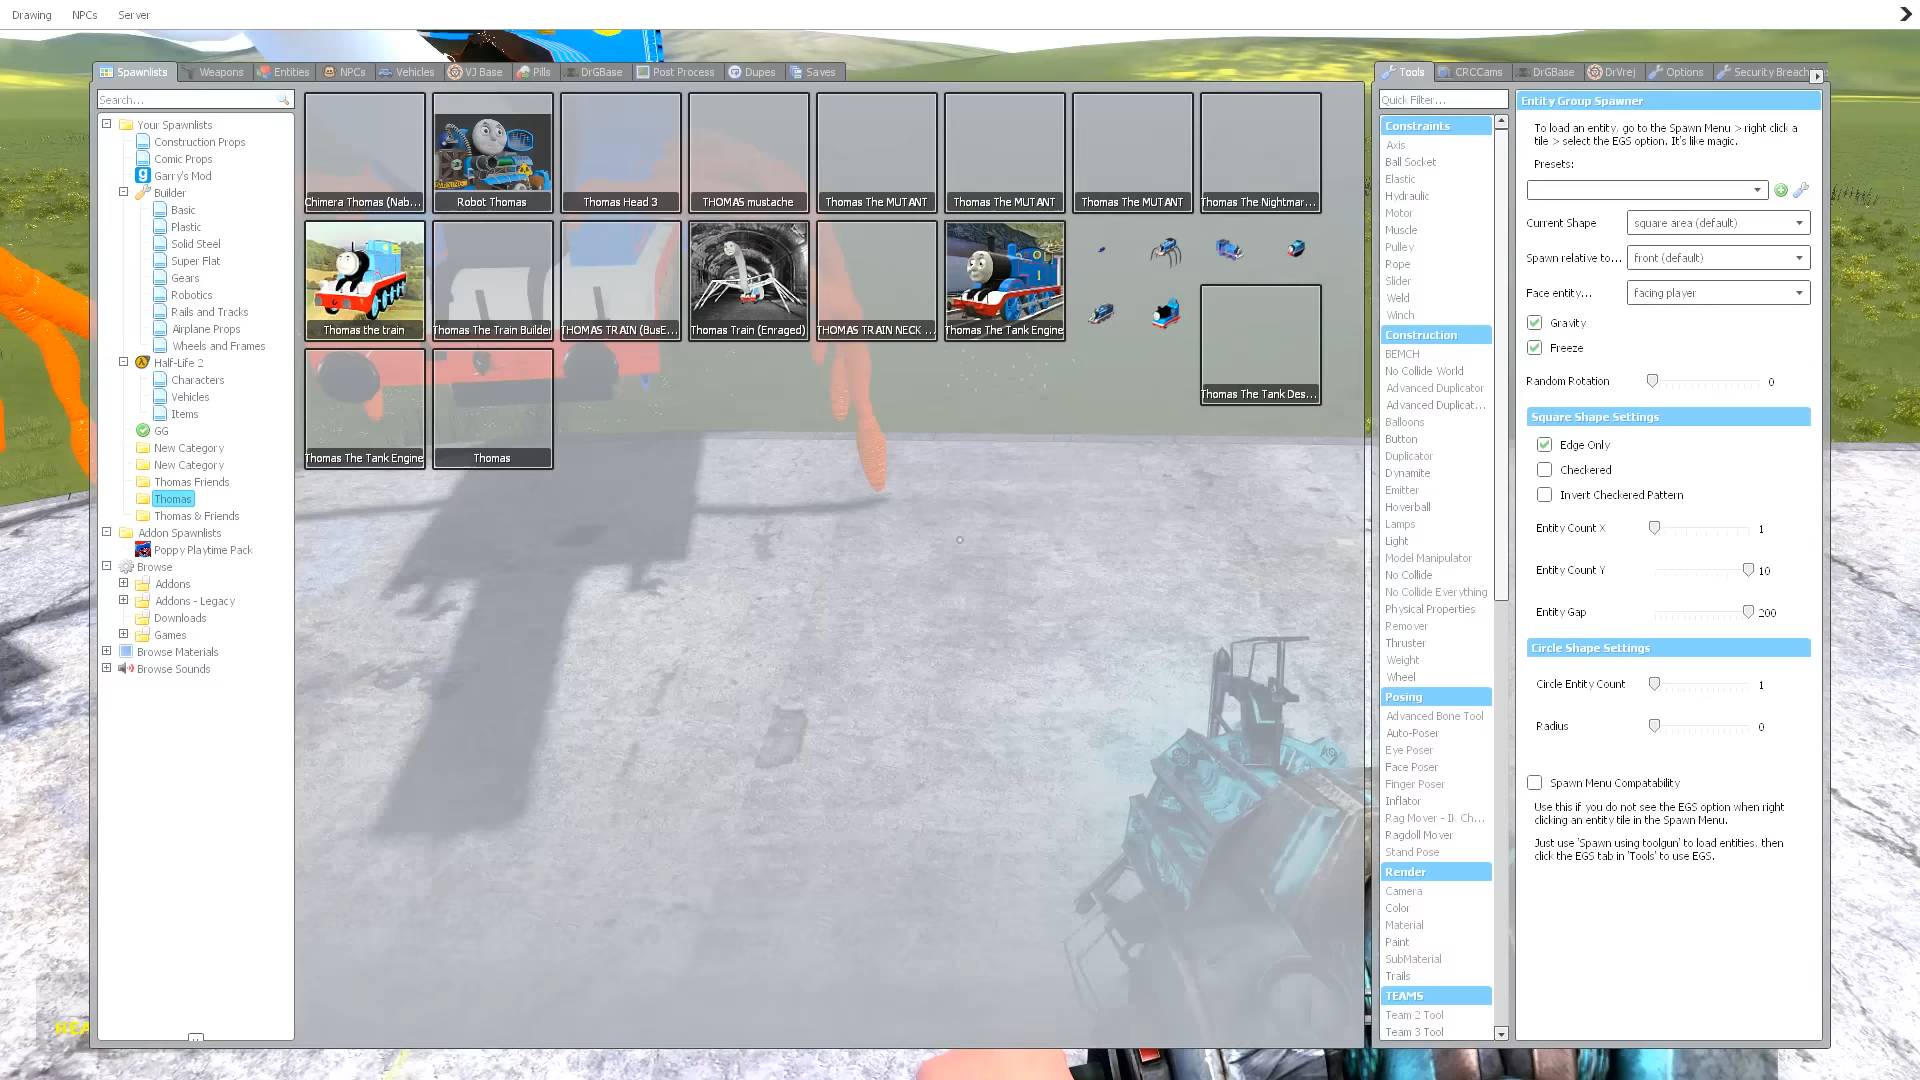 Drawing NPCs Server
Spawnlists Weapons Entities NPCs Vehicles VJ Base Pills DrGBase Post Process Dupes Saves
Search...
Your Spawnlists
Construction Props
Comic Props
Garry's Mod
Builder
Basic
Plastic
Solid Steel
Super Flat
Gears
Robotics
Rails and Tracks
Airplane Props
Wheels and Frames
Half-Life 2
Characters
Vehicles
Items
GG
New Category
New Category
Thomas Friends
Thomas
Thomas & Friends
Addon Spawnlists
Poppy Playtime Pack
Browse
Addons
Addons - Legacy
Downloads
Games
Browse Materials
Browse Sounds
Chimera Thomas (Nab...
Robot Thomas
Thomas Head 3
THOMAS mustache
Thomas The MUTANT
Thomas The MUTANT
Thomas The MUTANT
Thomas The Nightmar...
Thomas the train
Thomas The Train Builder
THOMAS TRAIN (BusE...
Thomas Train (Enraged)
THOMAS TRAIN NECK ...
Thomas The Tank Engine
Thomas The Tank Des...
Thomas The Tank Engine
Thomas
Tools CRCCams DrGBase DrVrej Options Security Breach
Quick Filter...
Constraints
Axis
Ball Socket
Elastic
Hydraulic
Motor
Muscle
Pulley
Rope
Slider
Weld
Winch
Construction
BEMCH
No Collide World
Advanced Duplicator
Advanced Duplicat...
Balloons
Button
Duplicator
Dynamite
Emitter
Hoverball
Lamps
Light
Model Manipulator
No Collide
No Collide Everything
Physical Properties
Remover
Thruster
Weight
Wheel
Posing
Advanced Bone Tool
Auto-Poser
Eye Poser
Face Poser
Finger Poser
Inflator
Rag Mover - Ik Ch...
Ragdoll Mover
Stand Pose
Render
Camera
Color
Material
Paint
SubMaterial
Trails
TEAMS
Team 2 Tool
Team 3 Tool
Entity Group Spawner
To load an entity, go to the Spawn Menu > right click a
tile > select the EGS option. It's like magic.
Presets:
Current Shape square area (default)
Spawn relative to... front (default)
Face entity... facing player
Gravity
Freeze
Random Rotation 0
Square Shape Settings
Edge Only
Checkered
Invert Checkered Pattern
Entity Count X 1
Entity Count Y 10
Entity Gap 200
Circle Shape Settings
Circle Entity Count 1
Radius 0
Spawn Menu Compatability
Use this if you do not see the EGS option when right
clicking an entity tile in the Spawn Menu.
Just use 'Spawn using toolgun' to load entities, then
click the EGS tab in 'Tools' to use EGS.